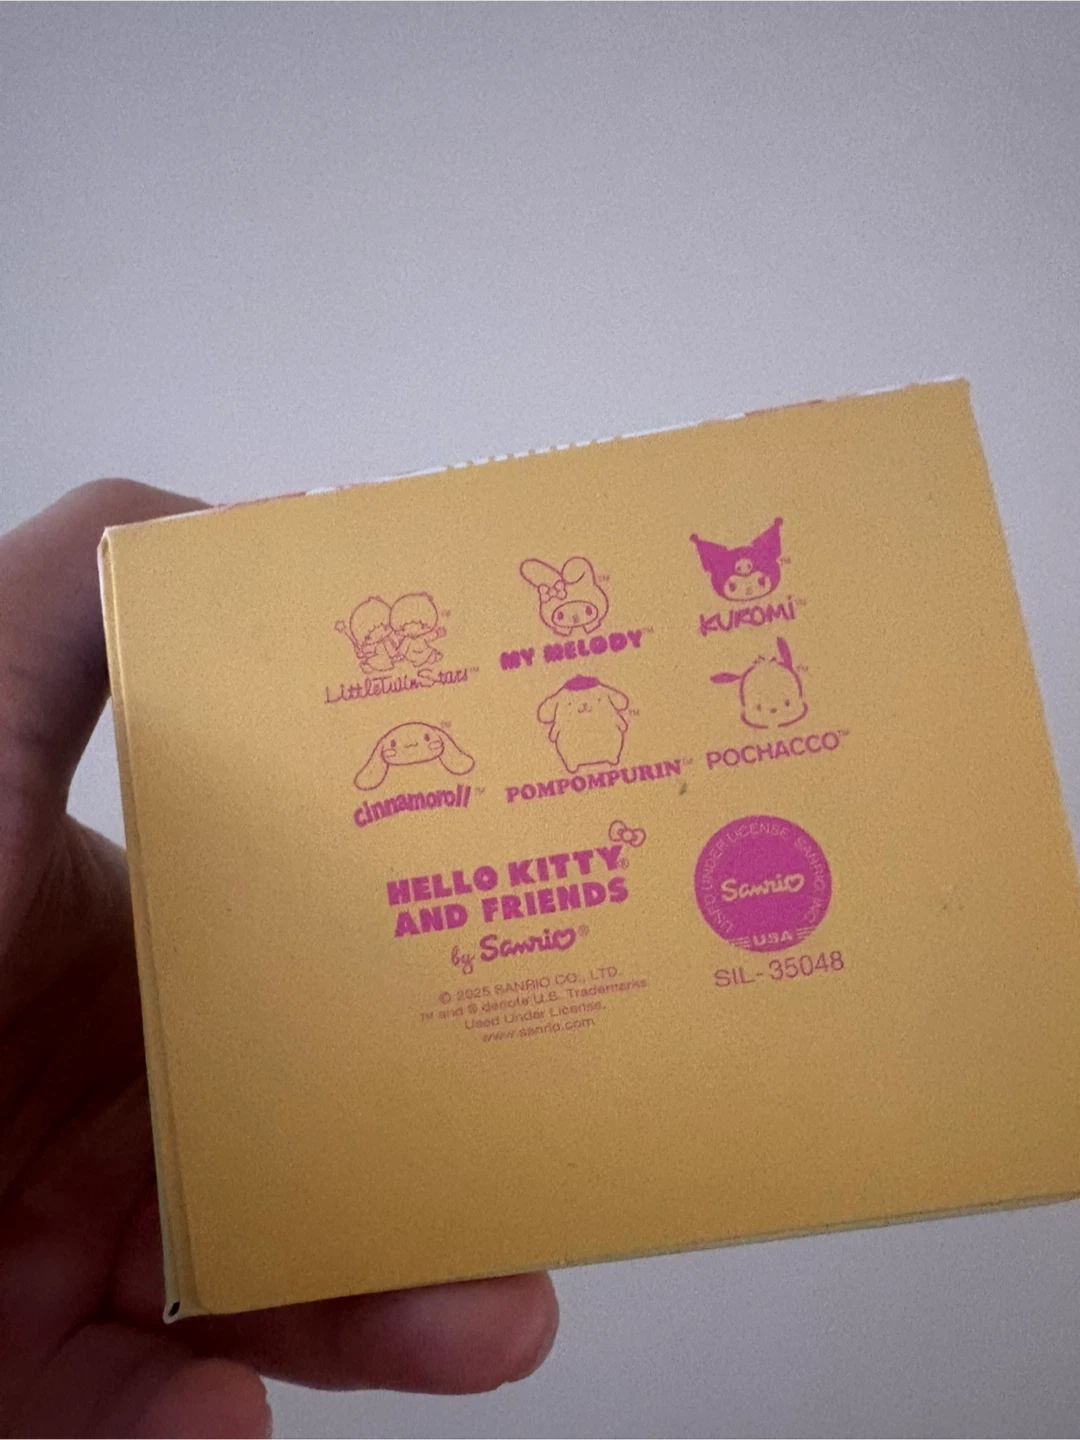 LittleTwinStars™
MY MELODY™
KUROMI™
cinnamoroll™
POMPOMPURIN™
POCHACCO™
HELLO KITTY®
AND FRIENDS
by Sanrio®
© 2025 SANRIO CO., LTD.
™ and ® denote U.S. Trademarks
Used Under License.
www.sanrio.com
UNDER LICENSE · SANRIO, INC.
Sanrio
USA
SIL-35048